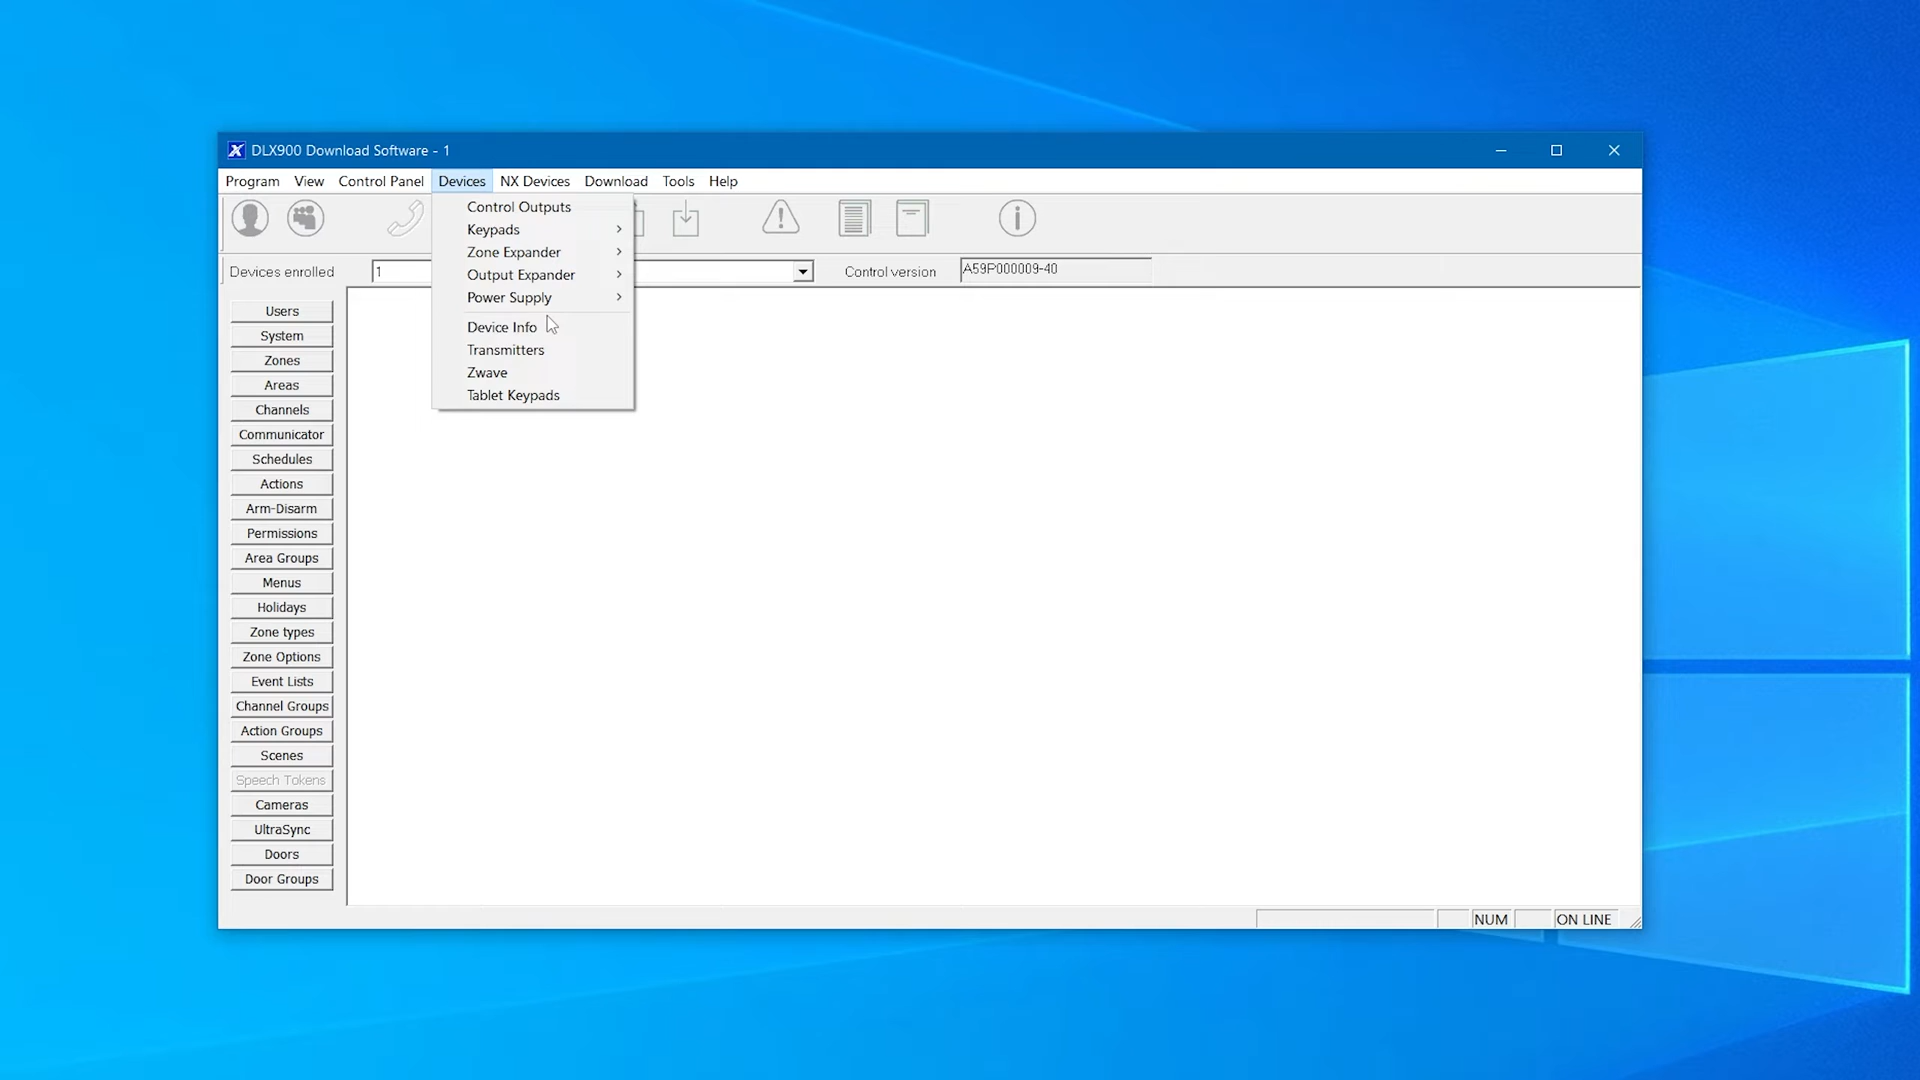 DLX900 Download Software - 1
Program View Control Panel Devices NX Devices Download Tools Help
Control Outputs
Keypads
Zone Expander
Output Expander
Power Supply
Device Info
Transmitters
Zwave
Tablet Keypads
Devices enrolled 1 Control version A59P000009-40
Users
System
Zones
Areas
Channels
Communicator
Schedules
Actions
Arm-Disarm
Permissions
Area Groups
Menus
Holidays
Zone types
Zone Options
Event Lists
Channel Groups
Action Groups
Scenes
Speech Tokens
Cameras
UltraSync
Doors
Door Groups
NUM ON LINE